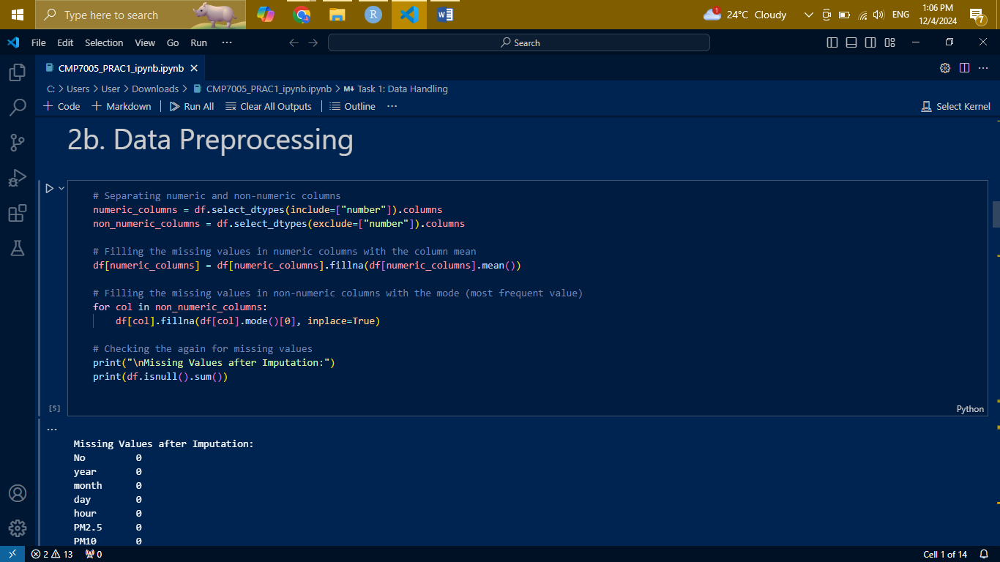 Type here to search
1
24°C Cloudy
ENG
1:06 PM
12/4/2024
7
File Edit Selection View Go Run ···
Search
CMP7005_PRAC1_ipynb.ipynb
C: > Users > User > Downloads > CMP7005_PRAC1_ipynb.ipynb > M↓ Task 1: Data Handling
+ Code + Markdown | Run All Clear All Outputs | Outline ···
Select Kernel
2b. Data Preprocessing
# Separating numeric and non-numeric columns
numeric_columns = df.select_dtypes(include=["number"]).columns
non_numeric_columns = df.select_dtypes(exclude=["number"]).columns
# Filling the missing values in numeric columns with the column mean
df[numeric_columns] = df[numeric_columns].fillna(df[numeric_columns].mean())
# Filling the missing values in non-numeric columns with the mode (most frequent value)
for col in non_numeric_columns:
df[col].fillna(df[col].mode()[0], inplace=True)
# Checking the again for missing values
print("\nMissing Values after Imputation:")
print(df.isnull().sum())
[5]
Python
···
Missing Values after Imputation:
No 0
year 0
month 0
day 0
hour 0
PM2.5 0
PM10 0
2 13 0
Cell 1 of 14